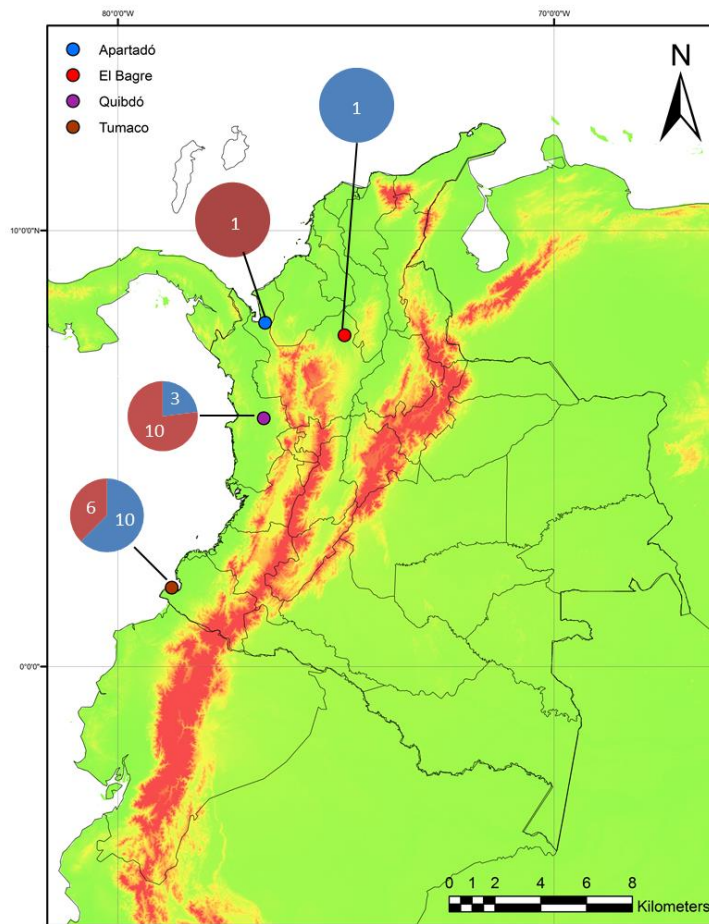 80°0'0"W
70°0'0"W
Apartadó
El Bagre
Quibdó
Tumaco
N
1
1
10°0'0"N
3
10
6
10
0°0'0"
0 1 2 4 6 8
Kilometers